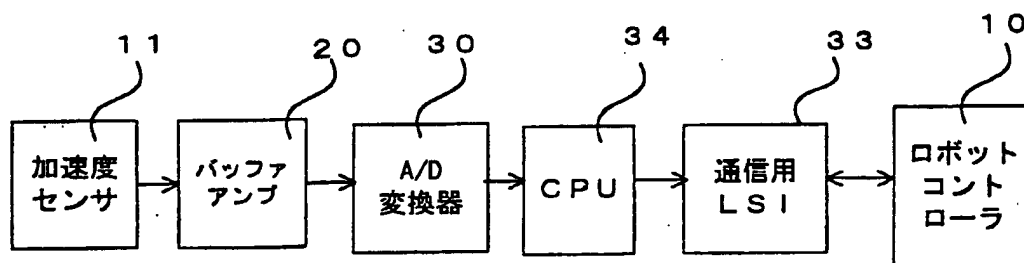 11
20
30
34
33
10
加速度
センサ
バッファ
アンプ
A/D
変換器
CPU
通信用
LSI
ロボット
コント
ローラ